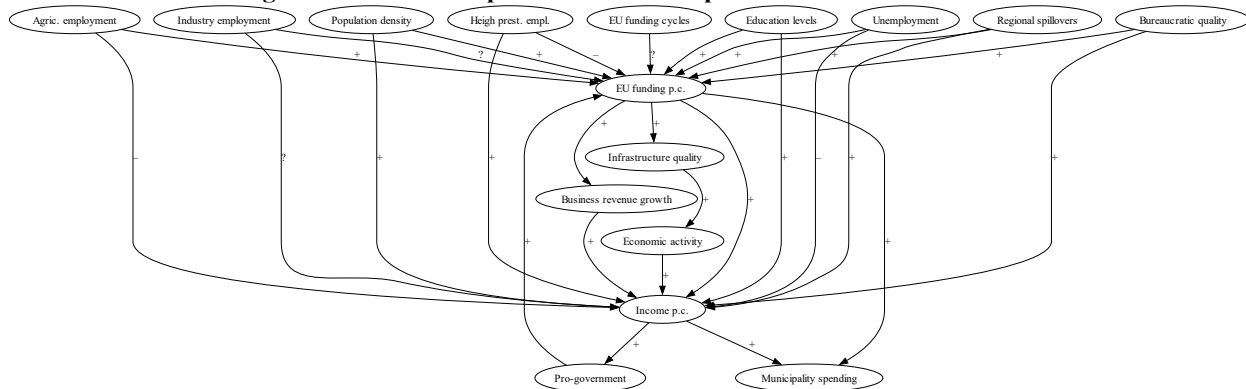 Agric. employment
Industry employment
Population density
Heigh prest. empl.
EU funding cycles
Education levels
Unemployment
Regional spillovers
Bureaucratic quality
+
?
+
–
?
+
+
+
+
EU funding p.c.
+
+
Infrastructure quality
–
?
+
+
+
–
+
+
Business revenue growth
+
+
Economic activity
+
+
+
+
Income p.c.
+
+
Pro-government
Municipality spending